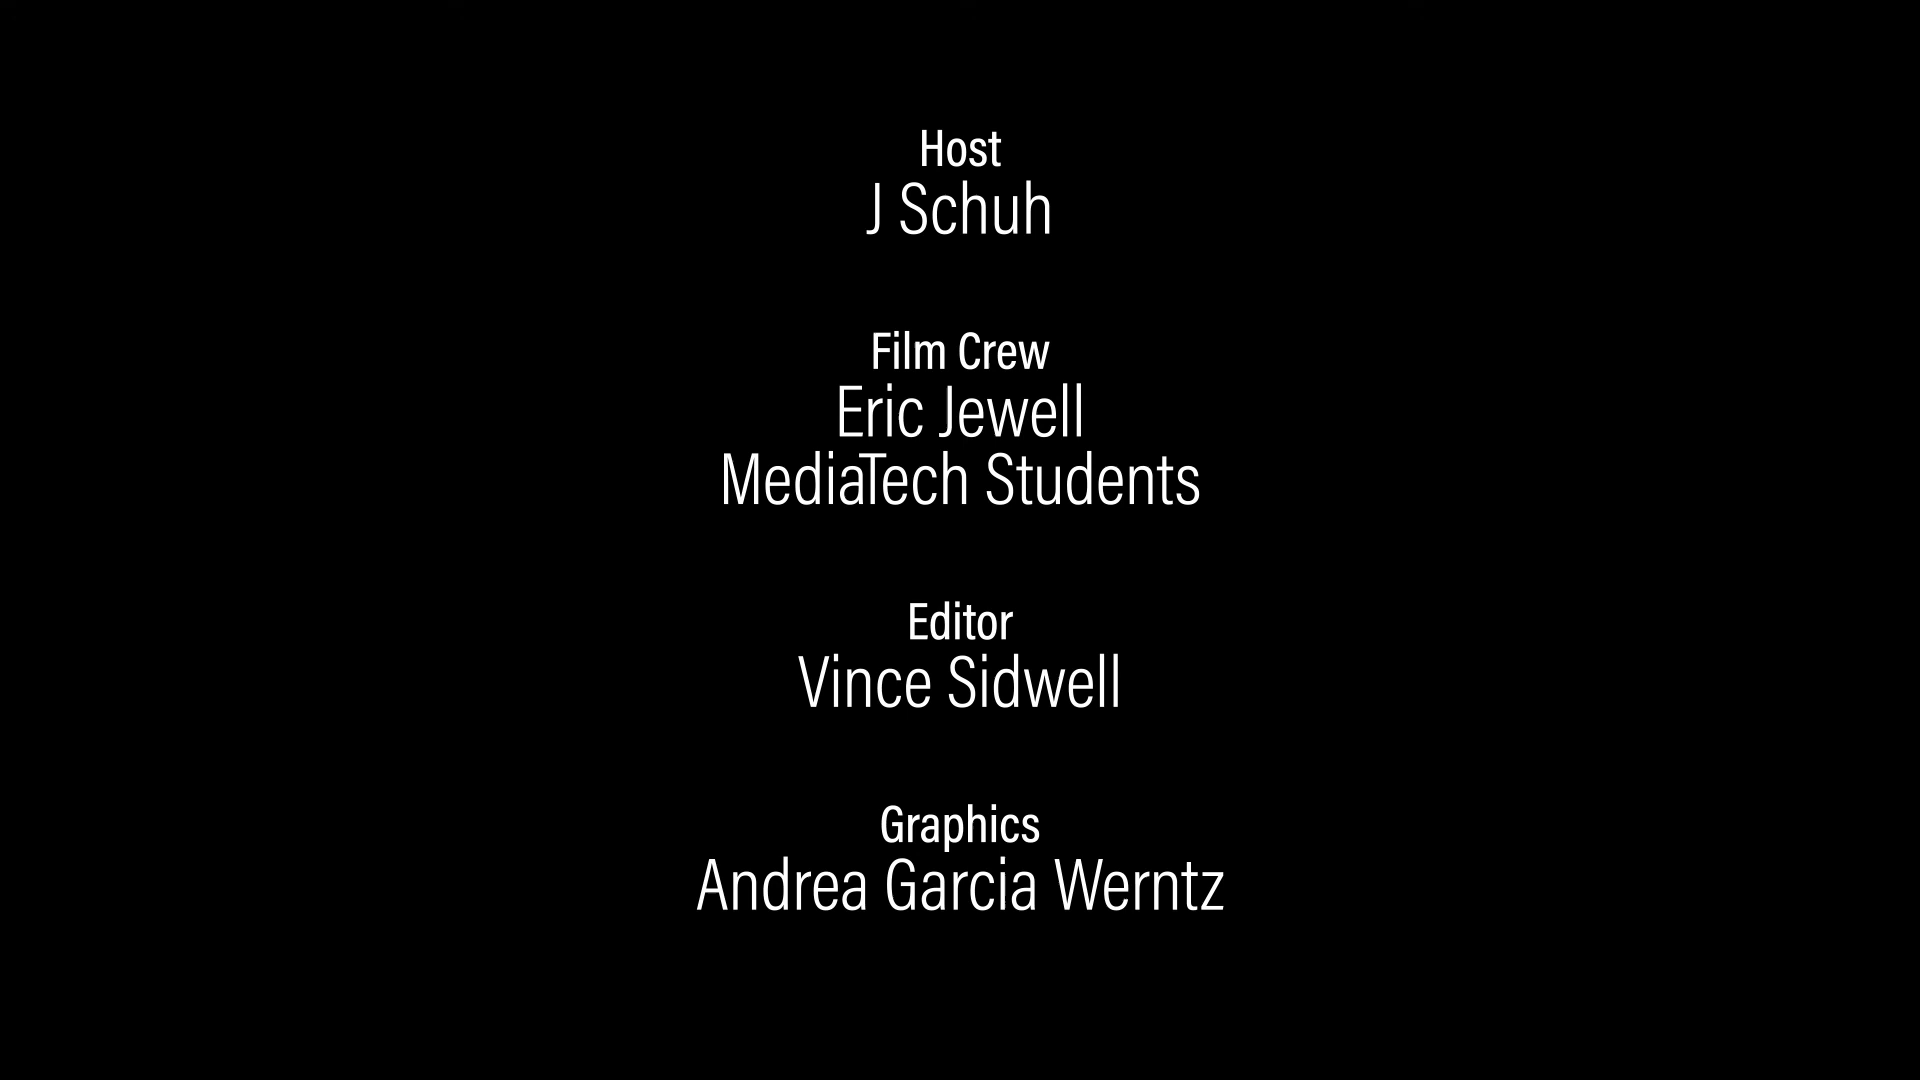 Host
J Schuh
Film Crew
Eric Jewell
MediaTech Students
Editor
Vince Sidwell
Graphics
Andrea Garcia Werntz